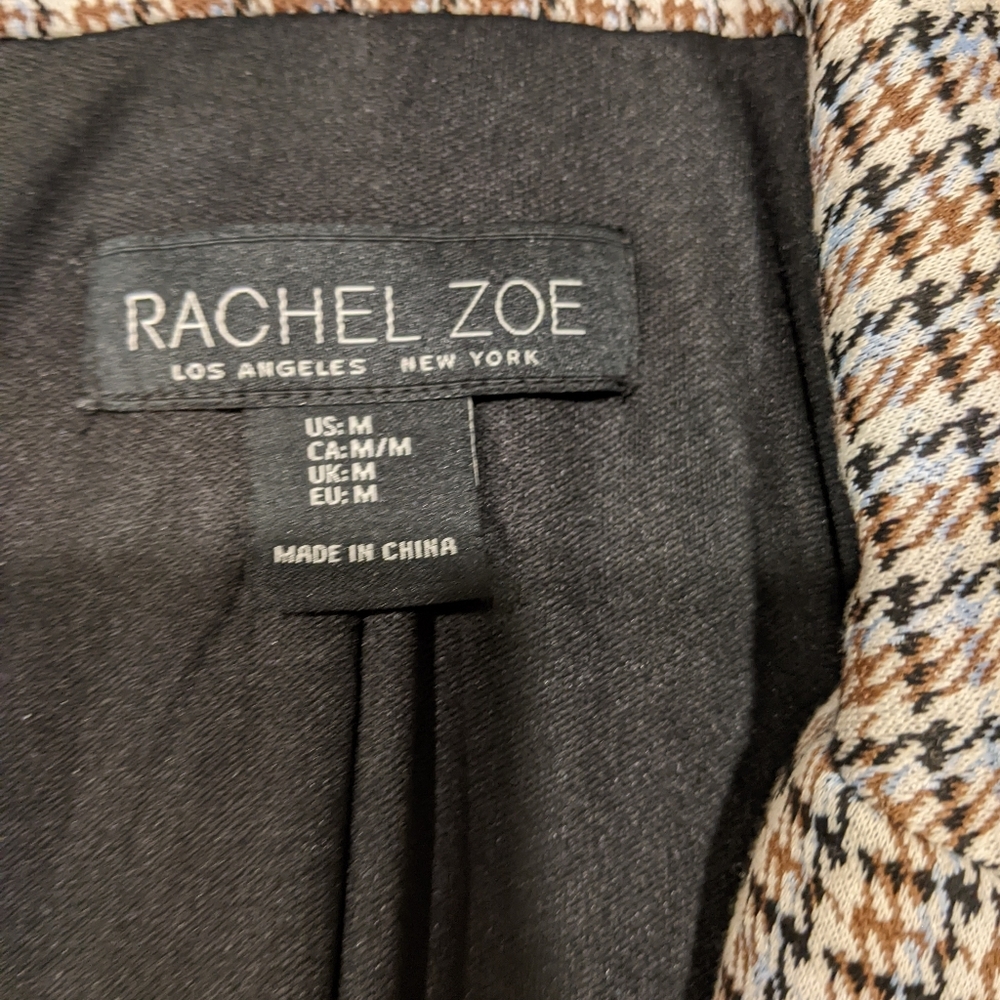 RACHEL ZOE
LOS ANGELES NEW YORK
US: M
CA: M/M
UK: M
EU: M
MADE IN CHINA